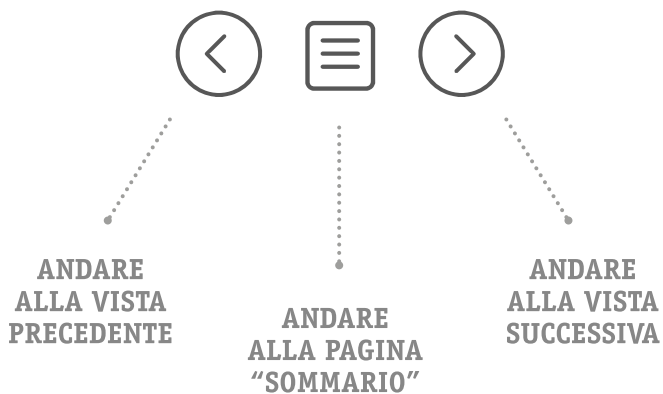 ANDARE
ALLA VISTA
PRECEDENTE
ANDARE
ALLA PAGINA
“SOMMARIO”
ANDARE
ALLA VISTA
SUCCESSIVA